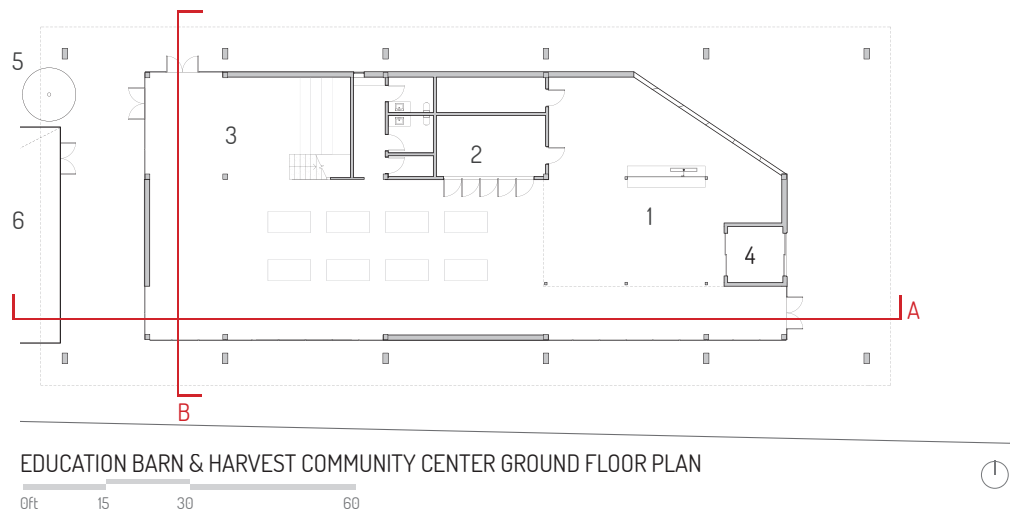 5
3
2
6
1
4
A
B
EDUCATION BARN & HARVEST COMMUNITY CENTER GROUND FLOOR PLAN
0ft 15 30 60